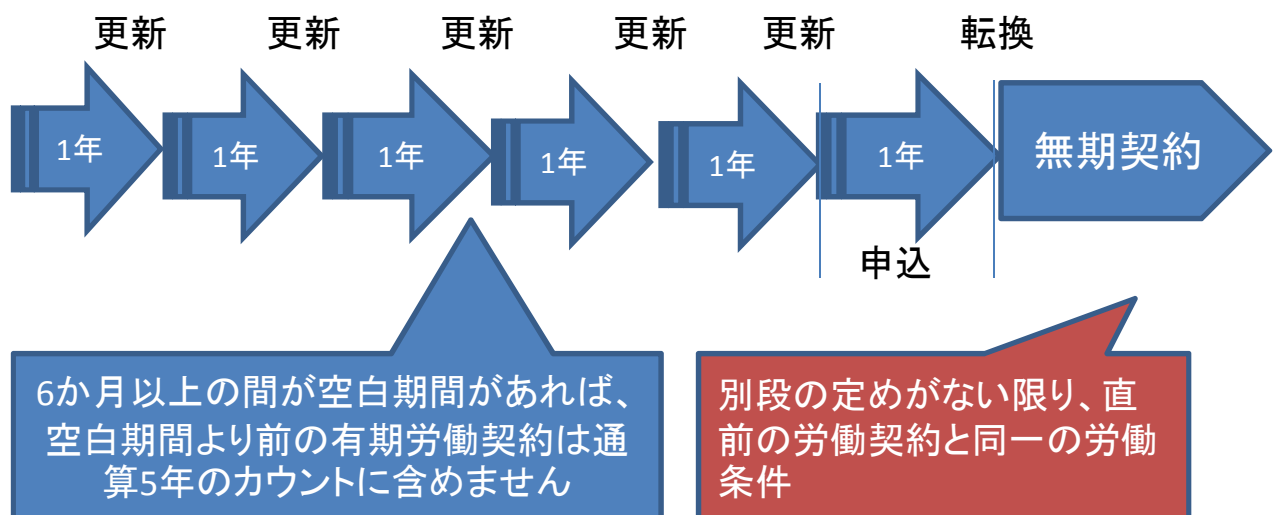 更新 更新 更新 更新 更新 転換
1年 1年 1年 1年 1年 1年 無期契約
申込
6か月以上の間が空白期間があれば、
空白期間より前の有期労働契約は通
算5年のカウントに含めません
別段の定めがない限り、直
前の労働契約と同一の労働
条件